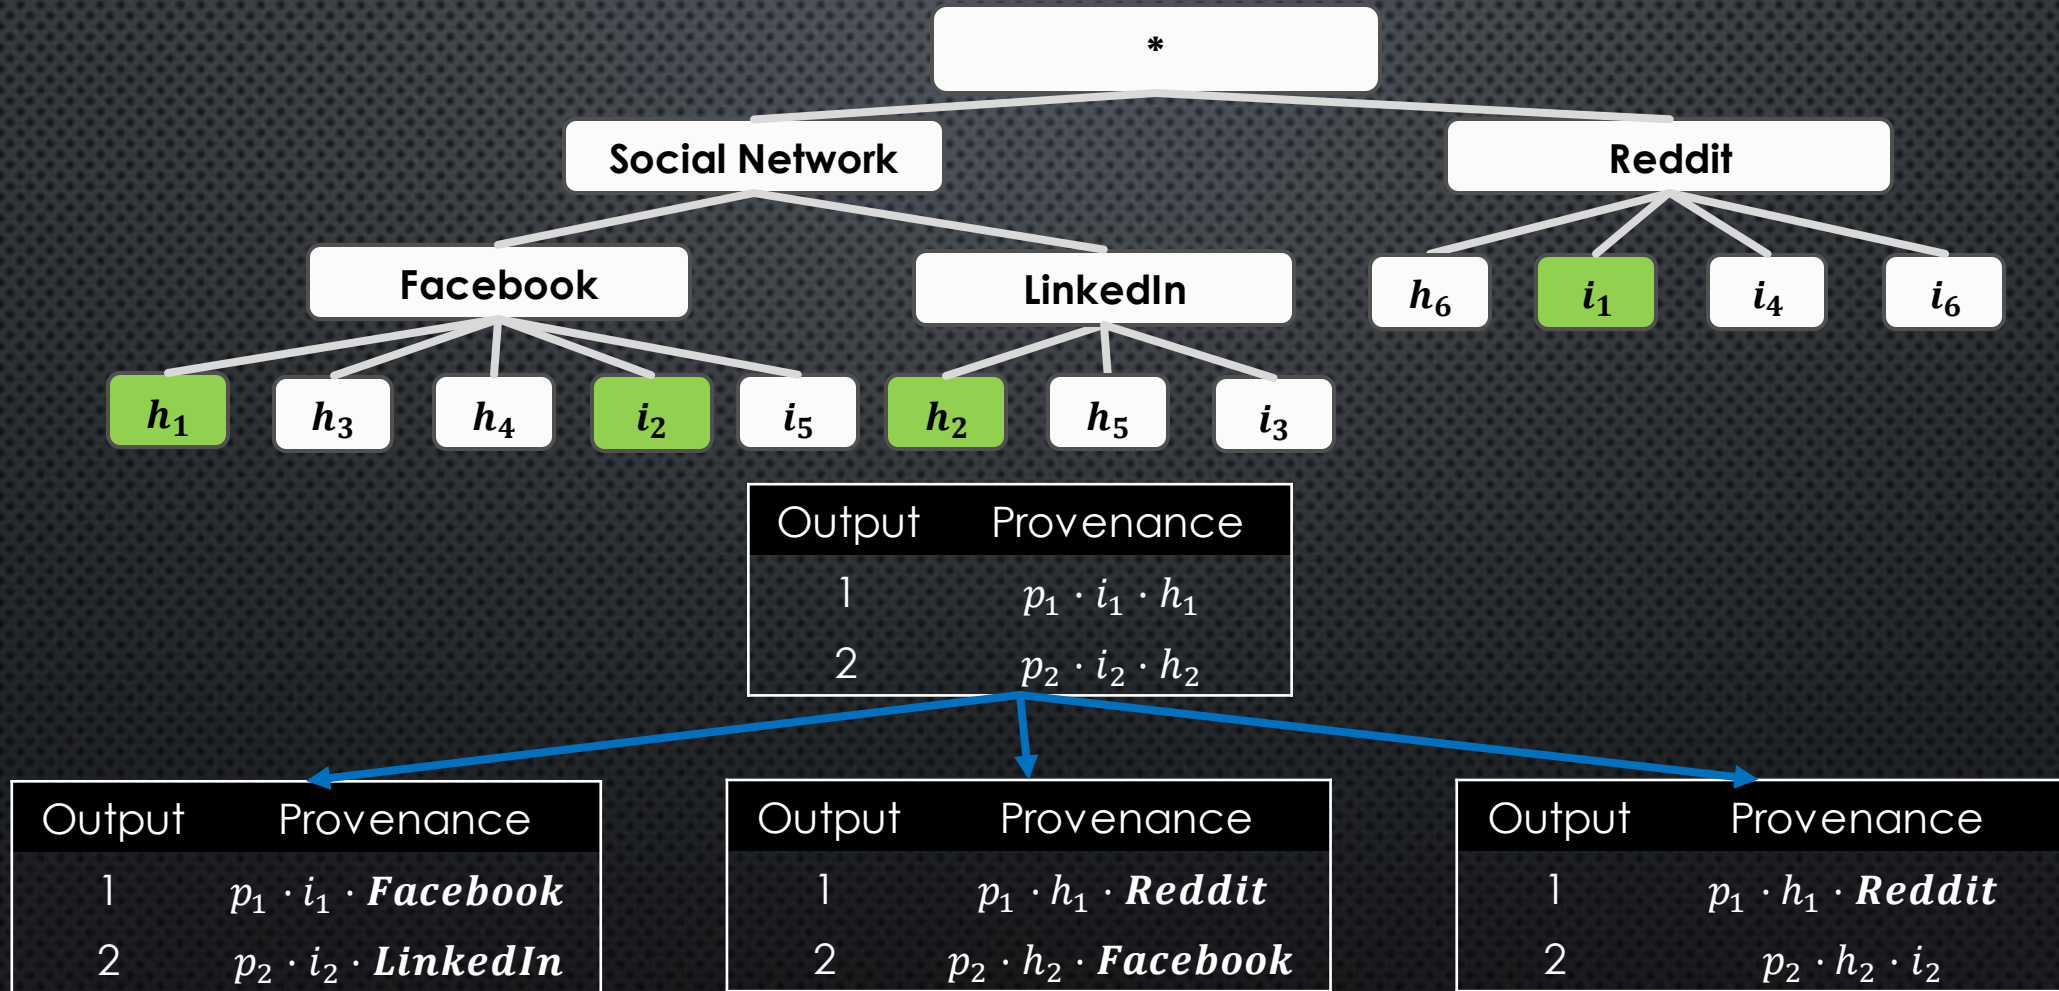 *
Social Network
Reddit
Facebook
LinkedIn
h₆ i₁ i₄ i₆
h₁ h₃ h₄ i₂ i₅ h₂ h₅ i₃
Output Provenance
1 p₁ · i₁ · h₁
2 p₂ · i₂ · h₂
Output Provenance
1 p₁ · i₁ · Facebook
2 p₂ · i₂ · LinkedIn
Output Provenance
1 p₁ · h₁ · Reddit
2 p₂ · h₂ · Facebook
Output Provenance
1 p₁ · h₁ · Reddit
2 p₂ · h₂ · i₂